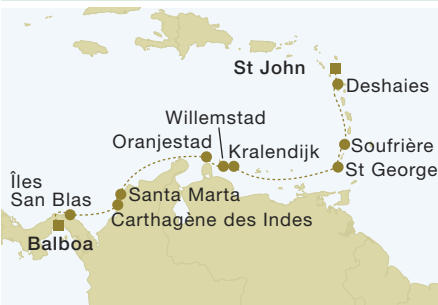 St John
Deshaies
Willemstad
Oranjestad
Kralendijk
Soufrière
St George
Îles
San Blas
Santa Marta
Carthagène des Indes
Balboa